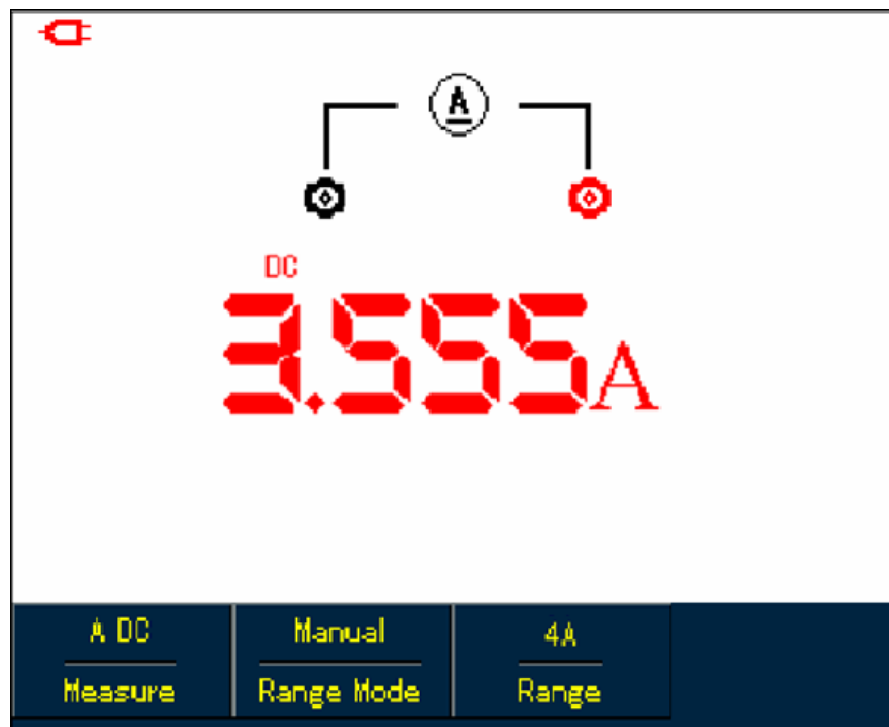 A
DC
3.555A
A DC Manual 4A
Measure Range Mode Range